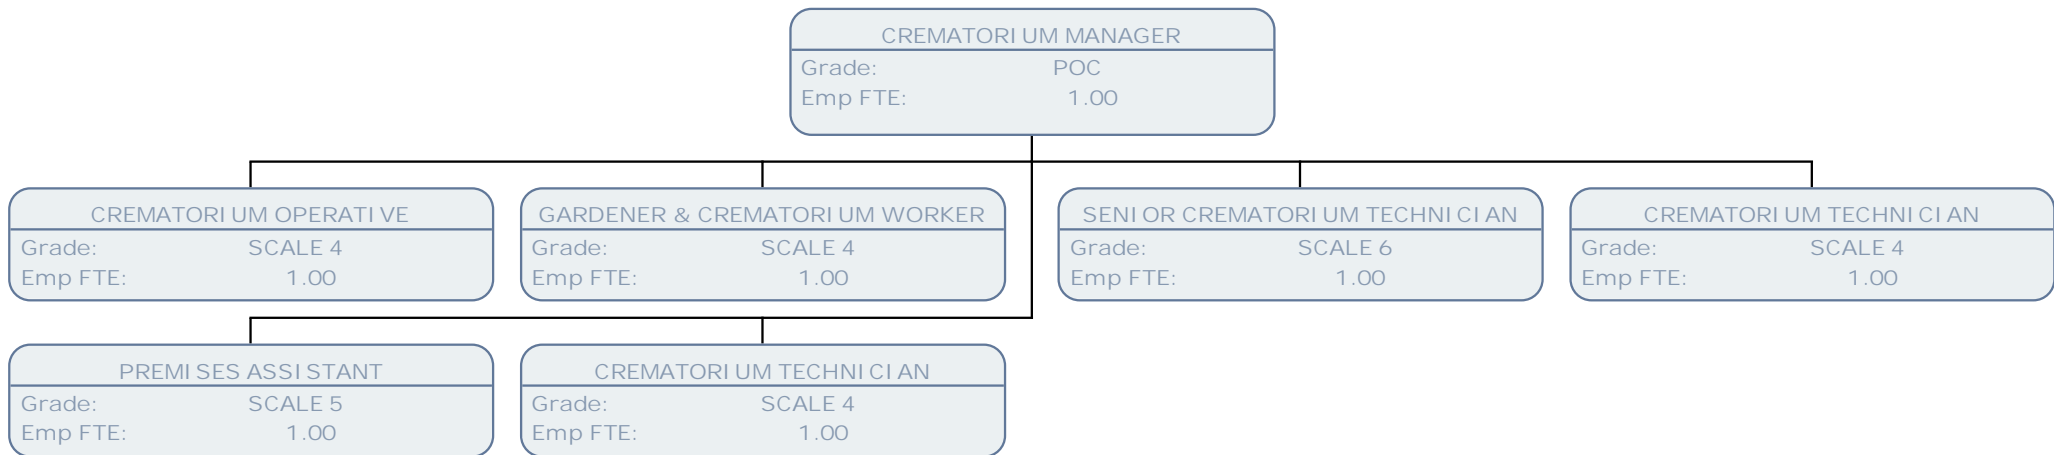 CREMATORIUM MANAGER
Grade: POC
Emp FTE: 1.00
CREMATORIUM OPERATIVE
Grade: SCALE 4
Emp FTE: 1.00
GARDENER & CREMATORIUM WORKER
Grade: SCALE 4
Emp FTE: 1.00
SENIOR CREMATORIUM TECHNICIAN
Grade: SCALE 6
Emp FTE: 1.00
CREMATORIUM TECHNICIAN
Grade: SCALE 4
Emp FTE: 1.00
PREMISES ASSISTANT
Grade: SCALE 5
Emp FTE: 1.00
CREMATORIUM TECHNICIAN
Grade: SCALE 4
Emp FTE: 1.00